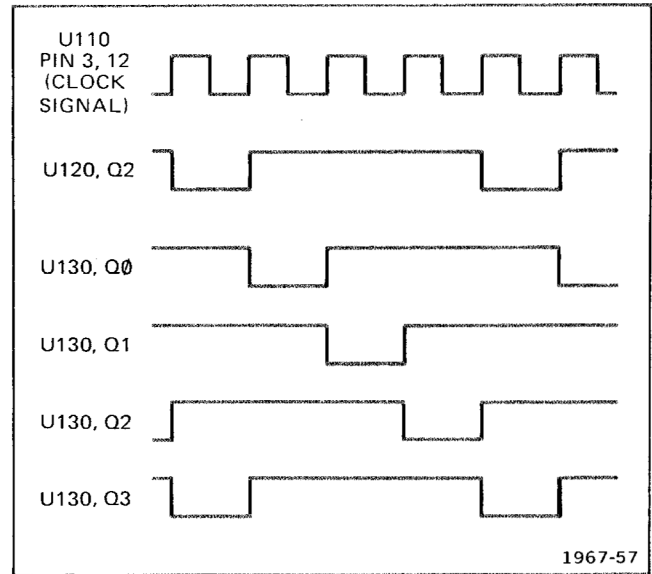 U110
PIN 3, 12
(CLOCK
SIGNAL)
U120, Q2
U130, QØ
U130, Q1
U130, Q2
U130, Q3
1967-57